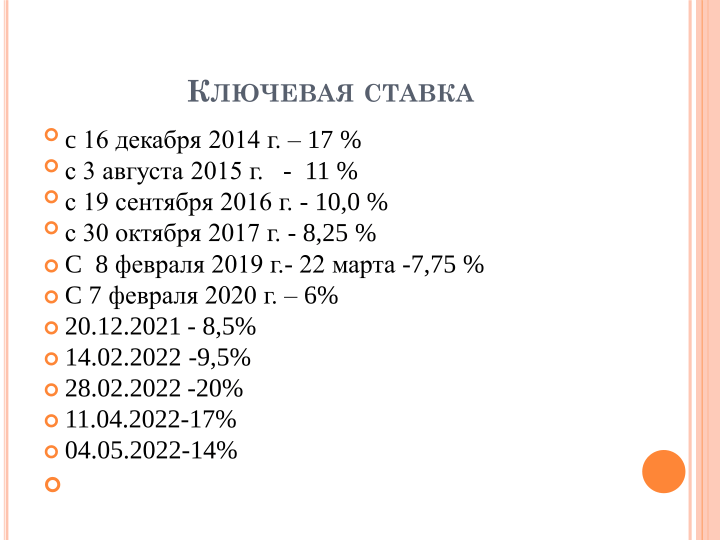 Ключевая ставка
с 16 декабря 2014 г. – 17 %
с 3 августа 2015 г.   -  11 %
с 19 сентября 2016 г. - 10,0 %
с 30 октября 2017 г. - 8,25 %
С  8 февраля 2019 г.- 22 марта -7,75 %
С 7 февраля 2020 г. – 6%
20.12.2021 - 8,5%
14.02.2022 -9,5%
28.02.2022 -20%
11.04.2022-17%
04.05.2022-14%